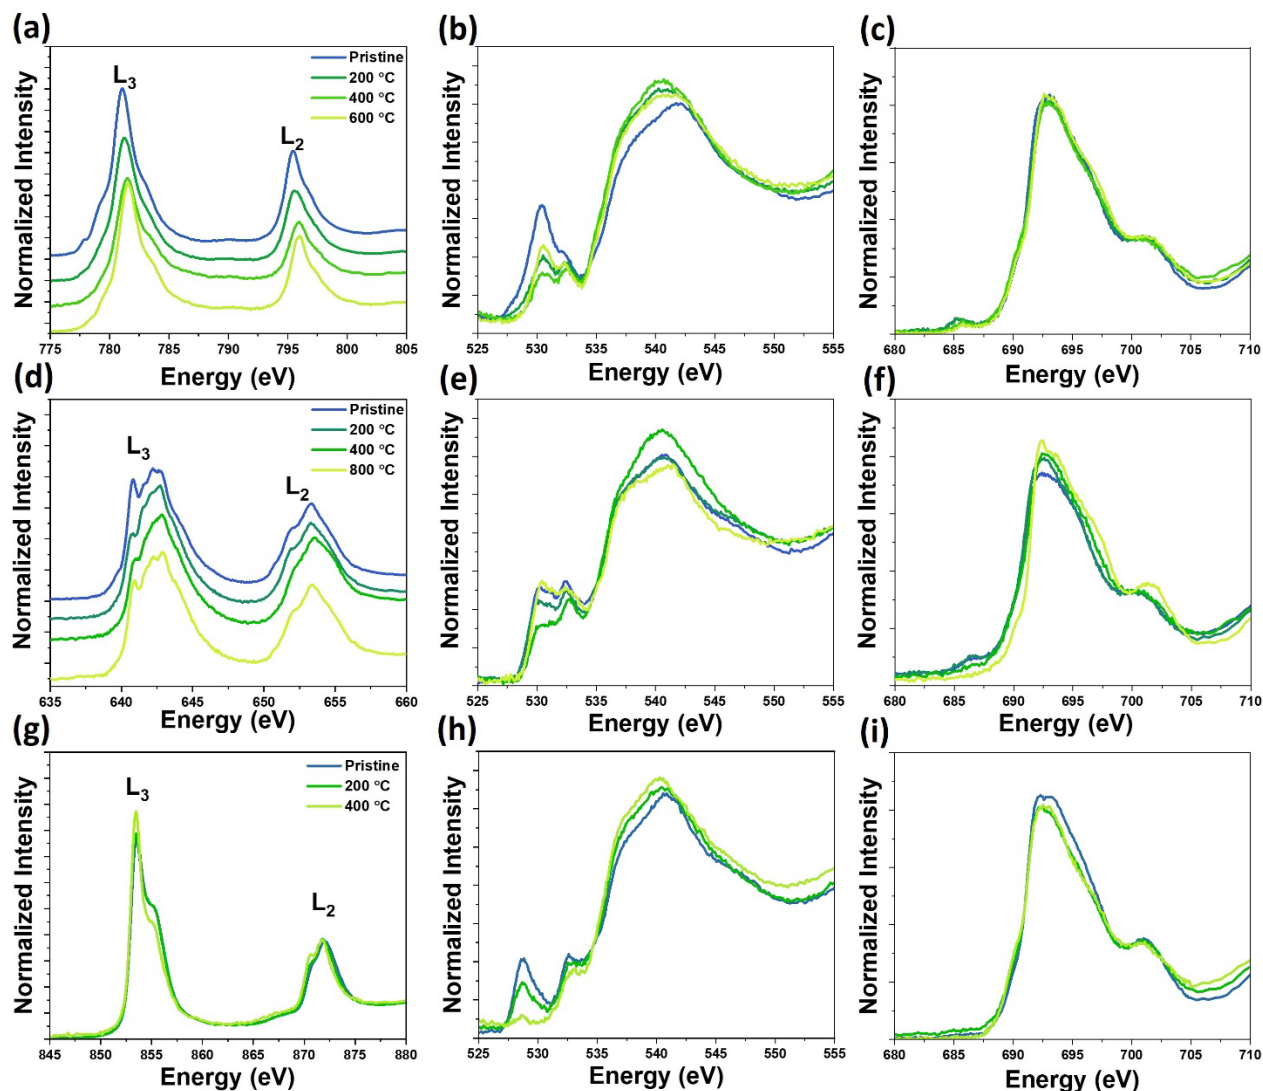 (a)
Normalized Intensity
L3
L2
Pristine
200 °C
400 °C
600 °C
775 780 785 790 795 800 805
Energy (eV)
(b)
Normalized Intensity
525 530 535 540 545 550 555
Energy (eV)
(c)
Normalized Intensity
680 685 690 695 700 705 710
Energy (eV)
(d)
Normalized Intensity
L3
L2
Pristine
200 °C
400 °C
800 °C
635 640 645 650 655 660
Energy (eV)
(e)
Normalized Intensity
525 530 535 540 545 550 555
Energy (eV)
(f)
Normalized Intensity
680 685 690 695 700 705 710
Energy (eV)
(g)
Normalized Intensity
L3
L2
Pristine
200 °C
400 °C
845 850 855 860 865 870 875 880
Energy (eV)
(h)
Normalized Intensity
525 530 535 540 545 550 555
Energy (eV)
(i)
Normalized Intensity
680 685 690 695 700 705 710
Energy (eV)